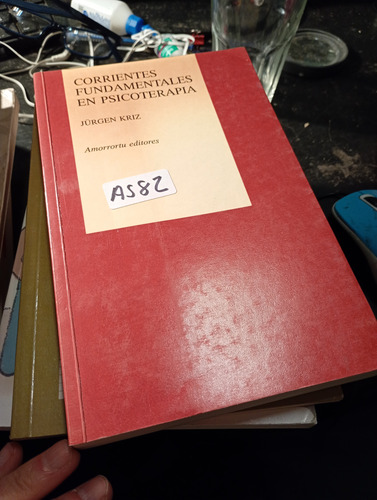 CORRIENTES
FUNDAMENTALES
EN PSICOTERAPIA
JÜRGEN KRIZ
Amorrortu editores
AS82